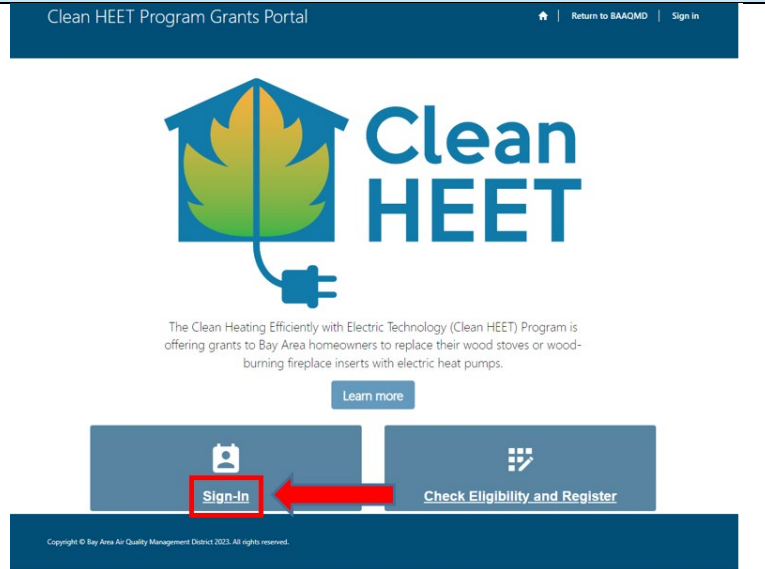 Clean HEET Program Grants Portal
Return to BAAQMD | Sign in
Clean
HEET
The Clean Heating Efficiently with Electric Technology (Clean HEET) Program is
offering grants to Bay Area homeowners to replace their wood stoves or wood-
burning fireplace inserts with electric heat pumps.
Learn more
Sign-In
Check Eligibility and Register
Copyright © Bay Area Air Quality Management District 2023. All rights reserved.